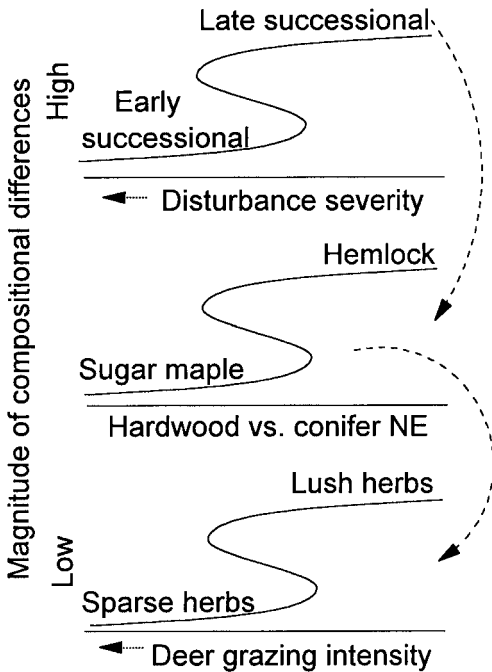 Magnitude of compositional differences
High
Low
Late successional
Early
successional
Disturbance severity
Hemlock
Sugar maple
Hardwood vs. conifer NE
Lush herbs
Sparse herbs
Deer grazing intensity